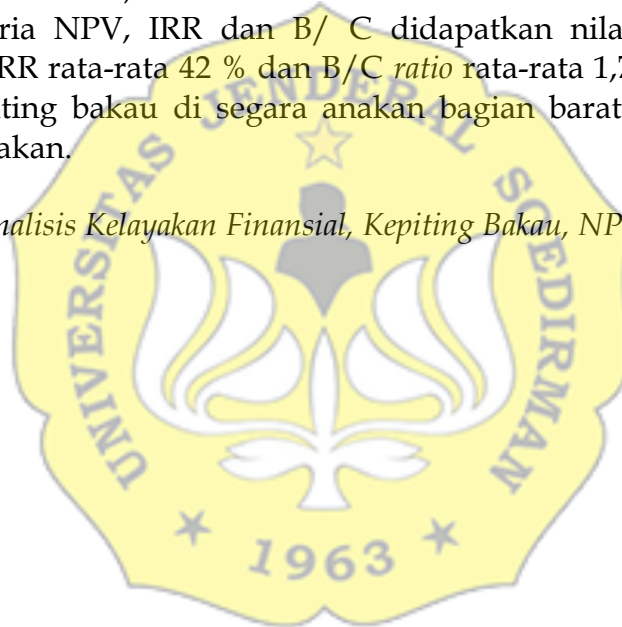 ria NPV, IRR dan B/ C didapatkan nila
RR rata-rata 42 % dan B/C ratio rata-rata 1,7
ting bakau di segara anakan bagian barat
akan.
nalisis Kelayakan Finansial, Kepiting Bakau, NP
UNIVERSITAS JENDERAL SOEDIRMAN
★ 1963 ★